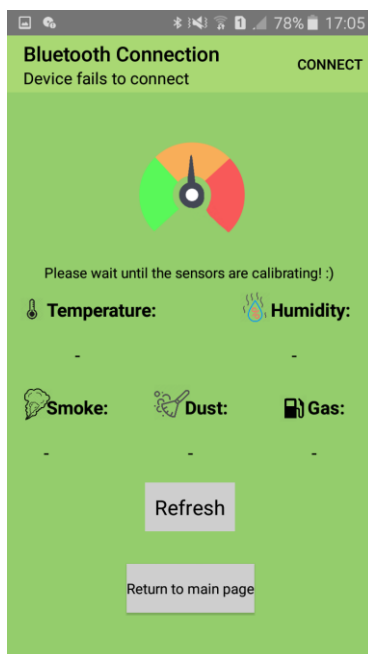 1 78% 17:05
Bluetooth Connection
Device fails to connect
CONNECT
Please wait until the sensors are calibrating! :)
Temperature: Humidity:
- -
Smoke: Dust: Gas:
- - -
Refresh
Return to main page